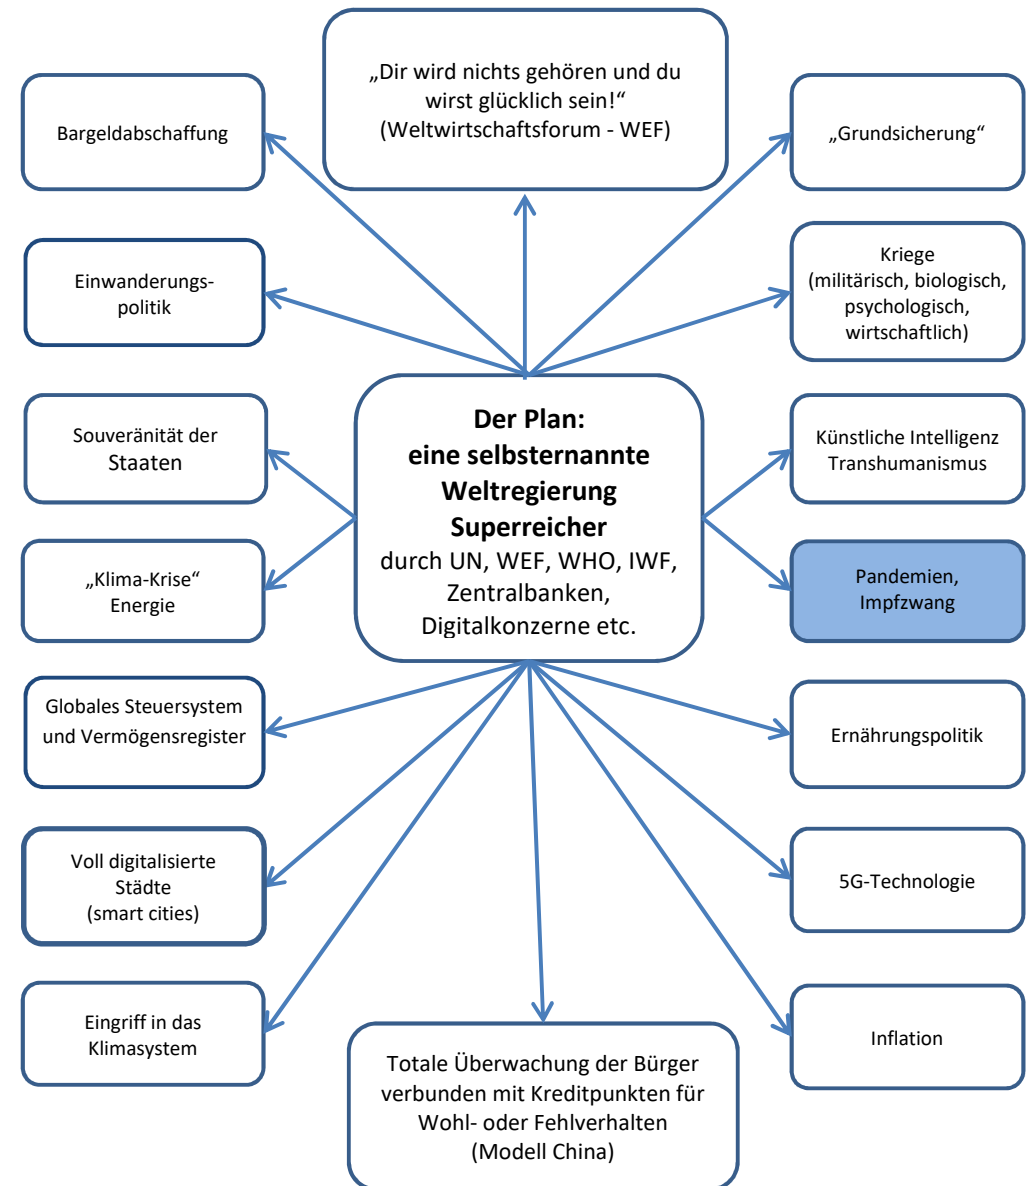 „Dir wird nichts gehören und du
wirst glücklich sein!“
(Weltwirtschaftsforum - WEF)
Bargeldabschaffung
„Grundsicherung“
Einwanderungs-
politik
Kriege
(militärisch, biologisch,
psychologisch,
wirtschaftlich)
Der Plan:
eine selbsternannte
Weltregierung
Superreicher
durch UN, WEF, WHO, IWF,
Zentralbanken,
Digitalkonzerne etc.
Souveränität der
Staaten
Künstliche Intelligenz
Transhumanismus
„Klima-Krise“
Energie
Pandemien,
Impfzwang
Globales Steuersystem
und Vermögensregister
Ernährungspolitik
Voll digitalisierte
Städte
(smart cities)
5G-Technologie
Eingriff in das
Klimasystem
Inflation
Totale Überwachung der Bürger
verbunden mit Kreditpunkten für
Wohl- oder Fehlverhalten
(Modell China)